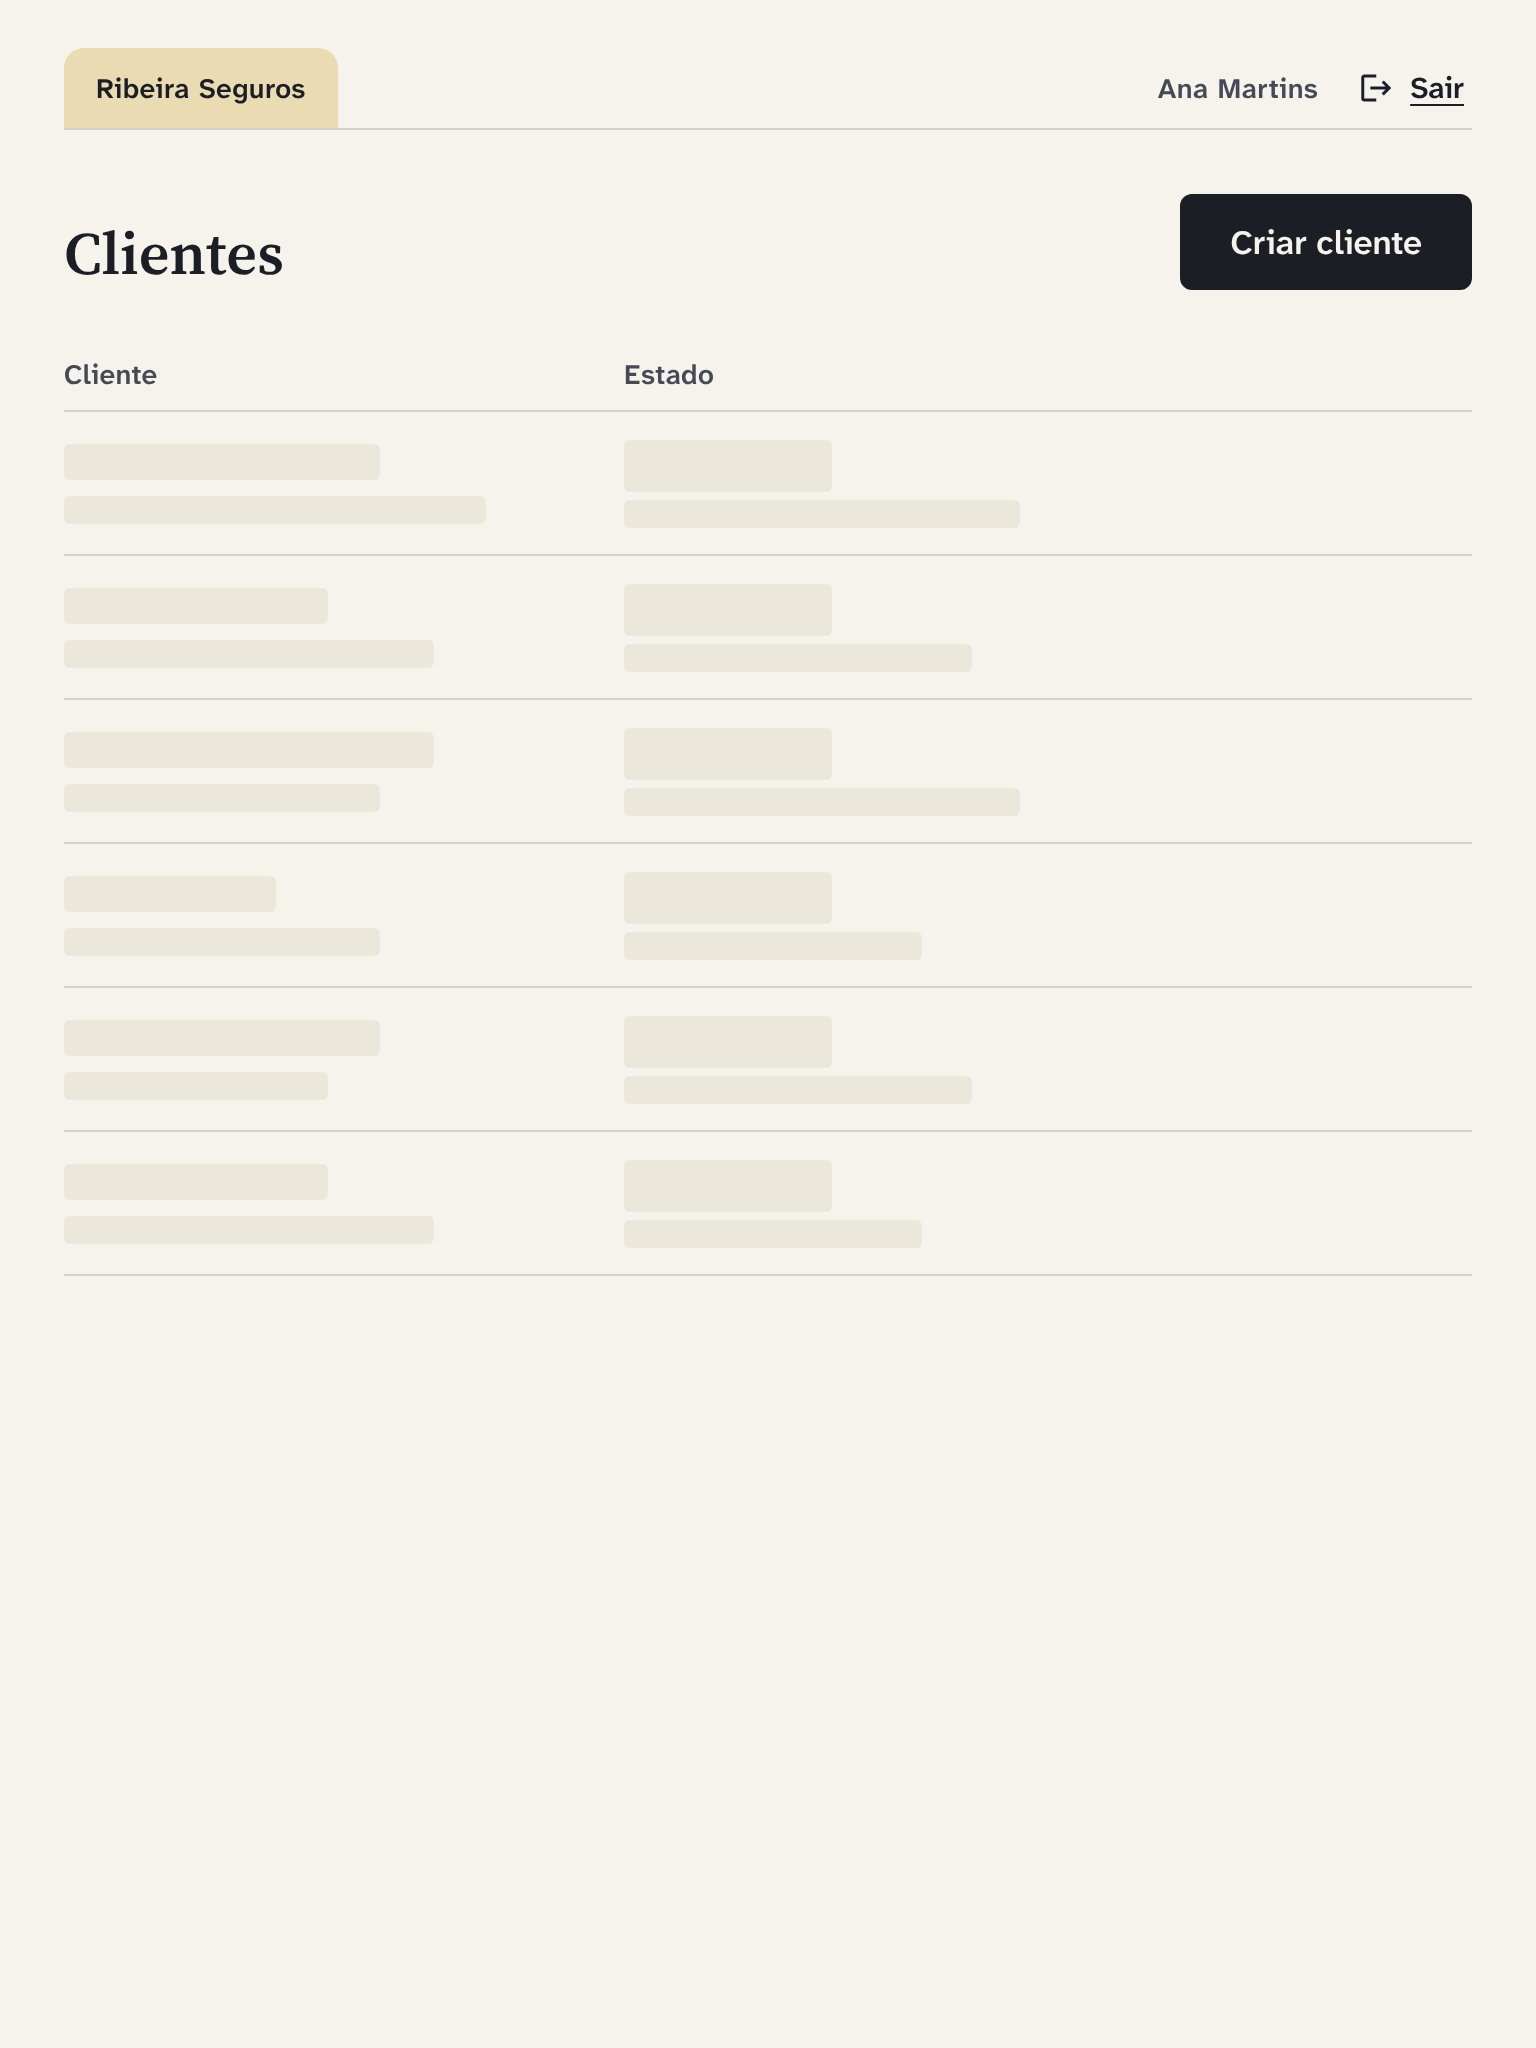 Ribeira Seguros
Ana Martins
Sair
Clientes
Criar cliente
Cliente
Estado